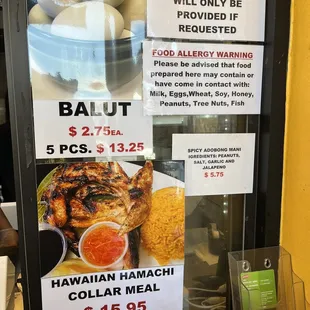 WILL ONLY BE
PROVIDED IF
REQUESTED
FOOD ALLERGY WARNING
Please be advised that food
prepared here may contain or
have come in contact with:
Milk, Eggs,Wheat, Soy, Honey,
Peanuts, Tree Nuts, Fish
BALUT
$ 2.75EA.
5 PCS. $ 13.25
SPICY ADOBONG MANI
INGREDIENTS: PEANUTS,
SALT, GARLIC AND
JALAPENO
$ 5.75
HAWAIIAN HAMACHI
COLLAR MEAL
$ 15.95